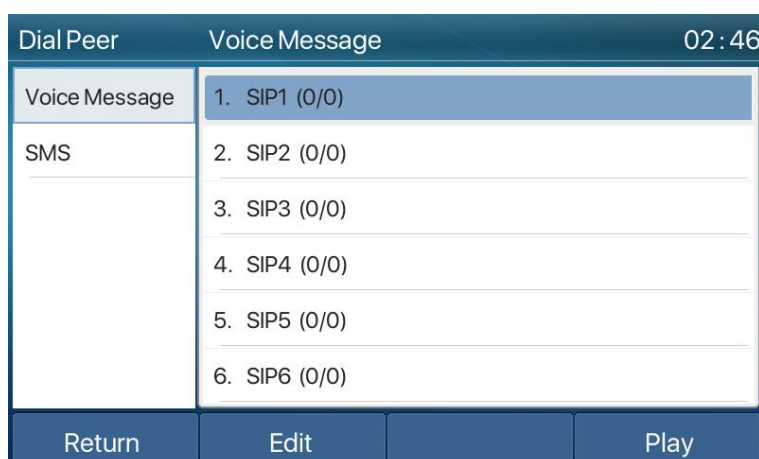 Dial Peer Voice Message 02:46
Voice Message
SMS
1. SIP1 (0/0)
2. SIP2 (0/0)
3. SIP3 (0/0)
4. SIP4 (0/0)
5. SIP5 (0/0)
6. SIP6 (0/0)
Return Edit Play